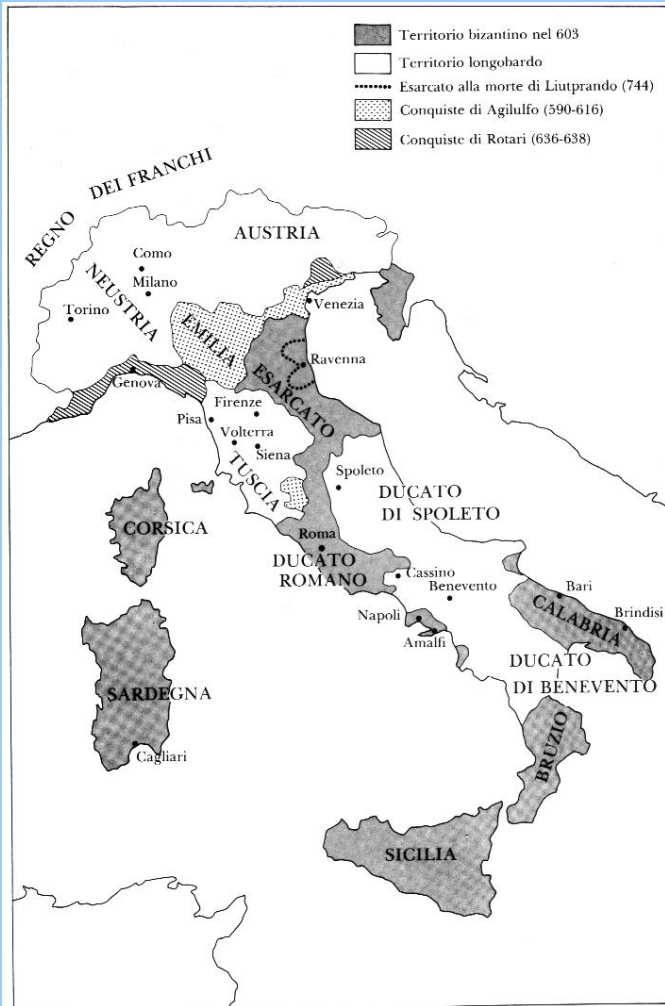 Territorio bizantino nel 603
Territorio longobardo
Esarcato alla morte di Liutprando (744)
Conquiste di Agilulfo (590-616)
Conquiste di Rotari (636-638)
REGNO DEI FRANCHI
AUSTRIA
Como
Milano
NEUSTRIA
Torino
Venezia
EMILIA
Ravenna
ESARCATO
Genova
Firenze
Pisa
Volterra
Siena
TUSCIA
Spoleto
DUCATO
DI SPOLETO
CORSICA
Roma
DUCATO
ROMANO
Cassino
Benevento
Bari
CALABRIA
Brindisi
Napoli
Amalfi
DUCATO
DI BENEVENTO
SARDEGNA
BRUZIO
Cagliari
SICILIA